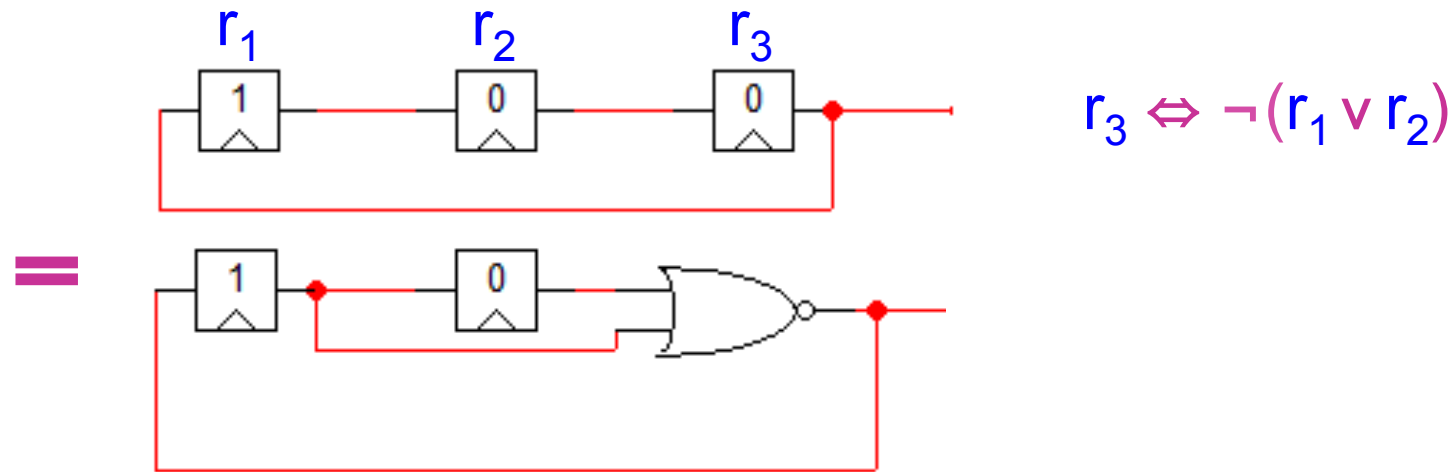 r₁ r₂ r₃
1 0 0
r₃ ⇔ ¬(r₁ ∨ r₂)
=
1 0